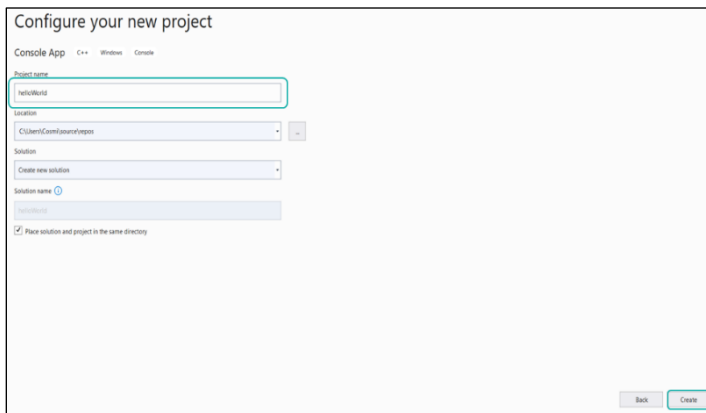 Configure your new project
Console App C++ Windows Console
Project name
helloWorld
Location
C:\Users\Cosmi\source\repos
...
Solution
Create new solution
Solution name
helloWorld
Place solution and project in the same directory
Back Create